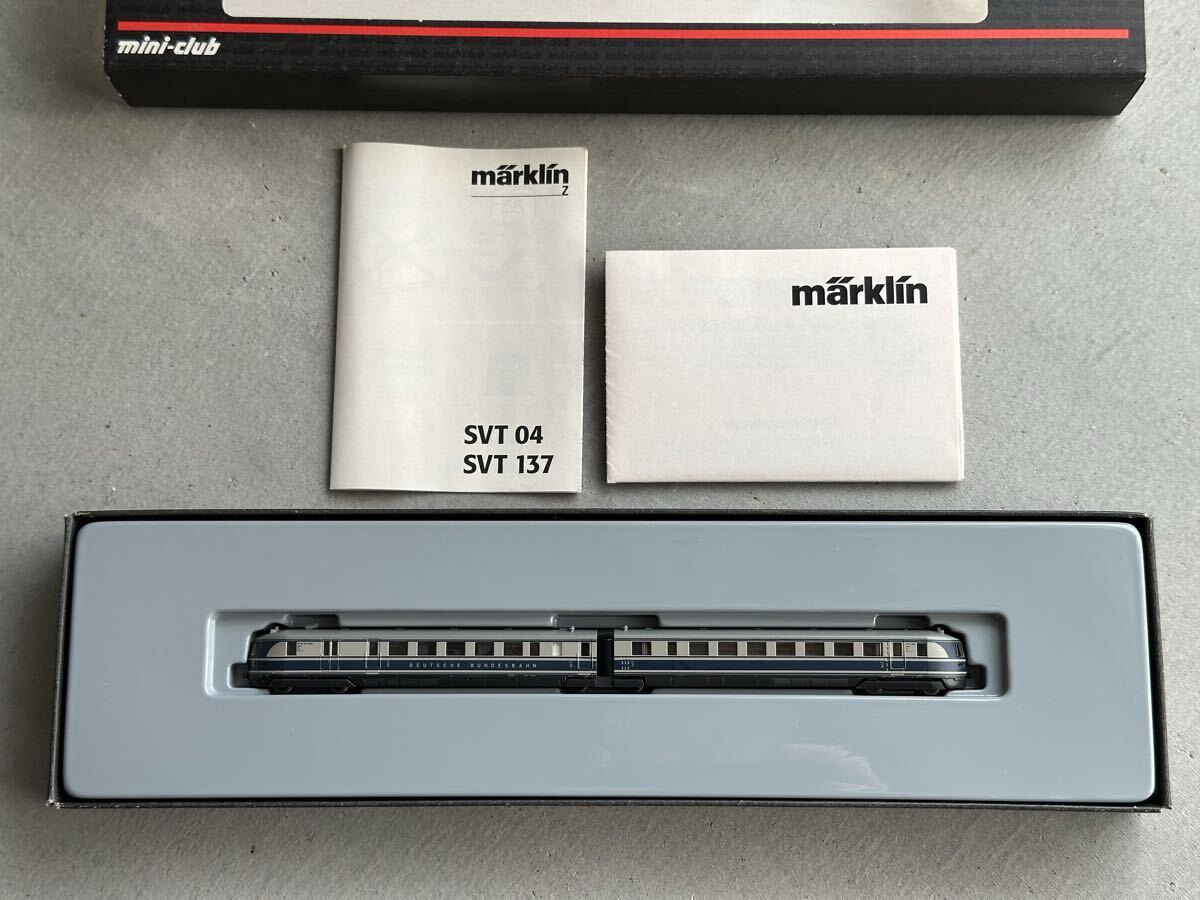 mini-club
märklin
Z
SVT 04
SVT 137
märklin
DEUTSCHE BUNDESBAHN